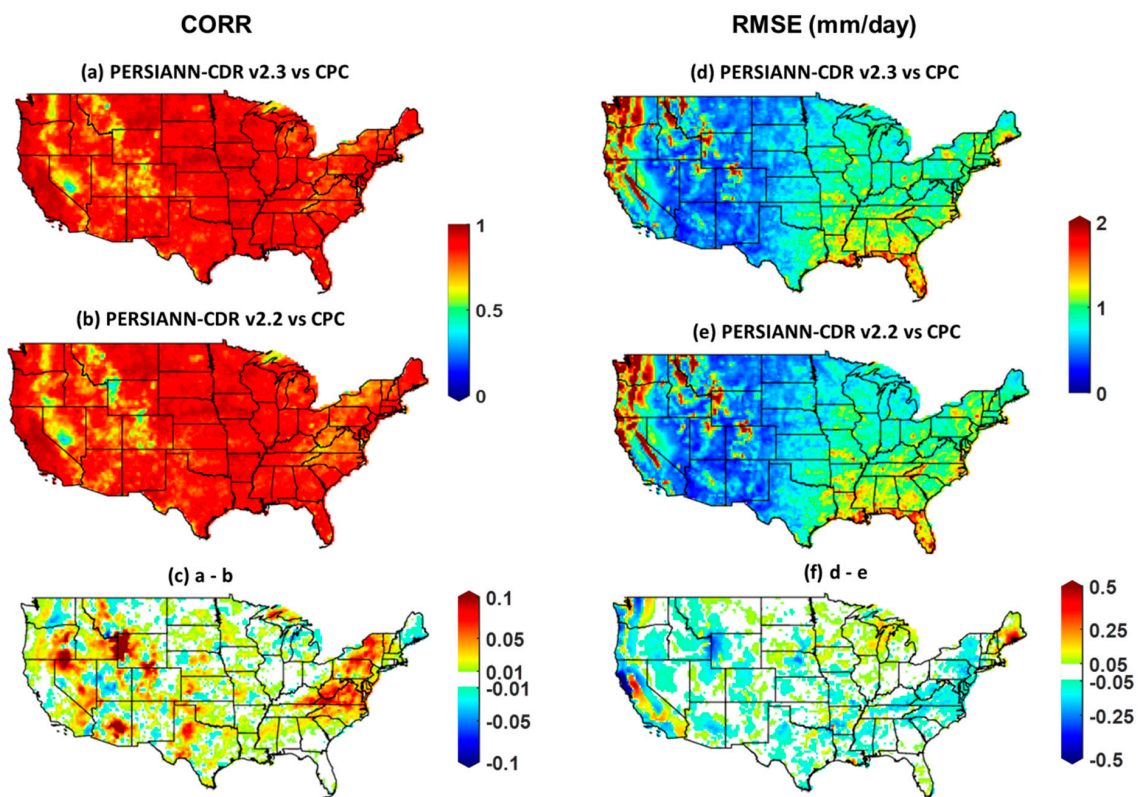 CORR
RMSE (mm/day)
(a) PERSIANN-CDR v2.3 vs CPC
(d) PERSIANN-CDR v2.3 vs CPC
1
0.5
0
2
1
0
(b) PERSIANN-CDR v2.2 vs CPC
(e) PERSIANN-CDR v2.2 vs CPC
(c) a - b
(f) d - e
0.1
0.05
0.01
-0.01
-0.05
-0.1
0.5
0.25
0.05
-0.05
-0.25
-0.5